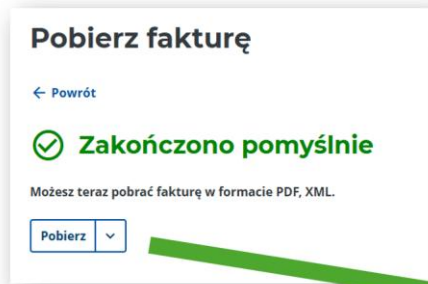 Pobierz fakturę
← Powrót
Zakończono pomyślnie
Możesz teraz pobrać fakturę w formacie PDF, XML.
Pobierz